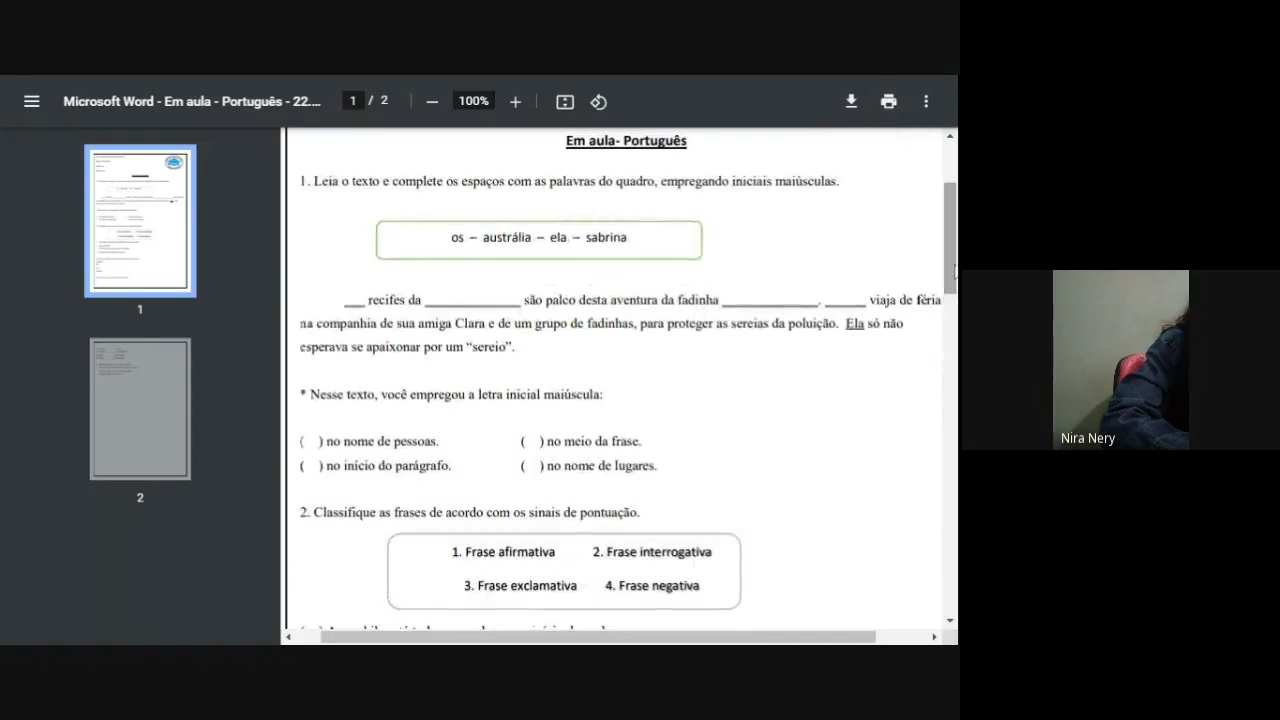 Microsoft Word - Em aula - Português - 22....
1 / 2
100%
Em aula- Português
1. Leia o texto e complete os espaços com as palavras do quadro, empregando iniciais maiúsculas.
os – austrália – ela – sabrina
___ recifes da ______________ são palco desta aventura da fadinha ______________. ______ viaja de féria
na companhia de sua amiga Clara e de um grupo de fadinhas, para proteger as sereias da poluição. Ela só não
esperava se apaixonar por um “sereio”.
* Nesse texto, você empregou a letra inicial maiúscula:
( ) no nome de pessoas. ( ) no meio da frase.
( ) no início do parágrafo. ( ) no nome de lugares.
2. Classifique as frases de acordo com os sinais de pontuação.
1. Frase afirmativa 2. Frase interrogativa
3. Frase exclamativa 4. Frase negativa
1
2
Nira Nery